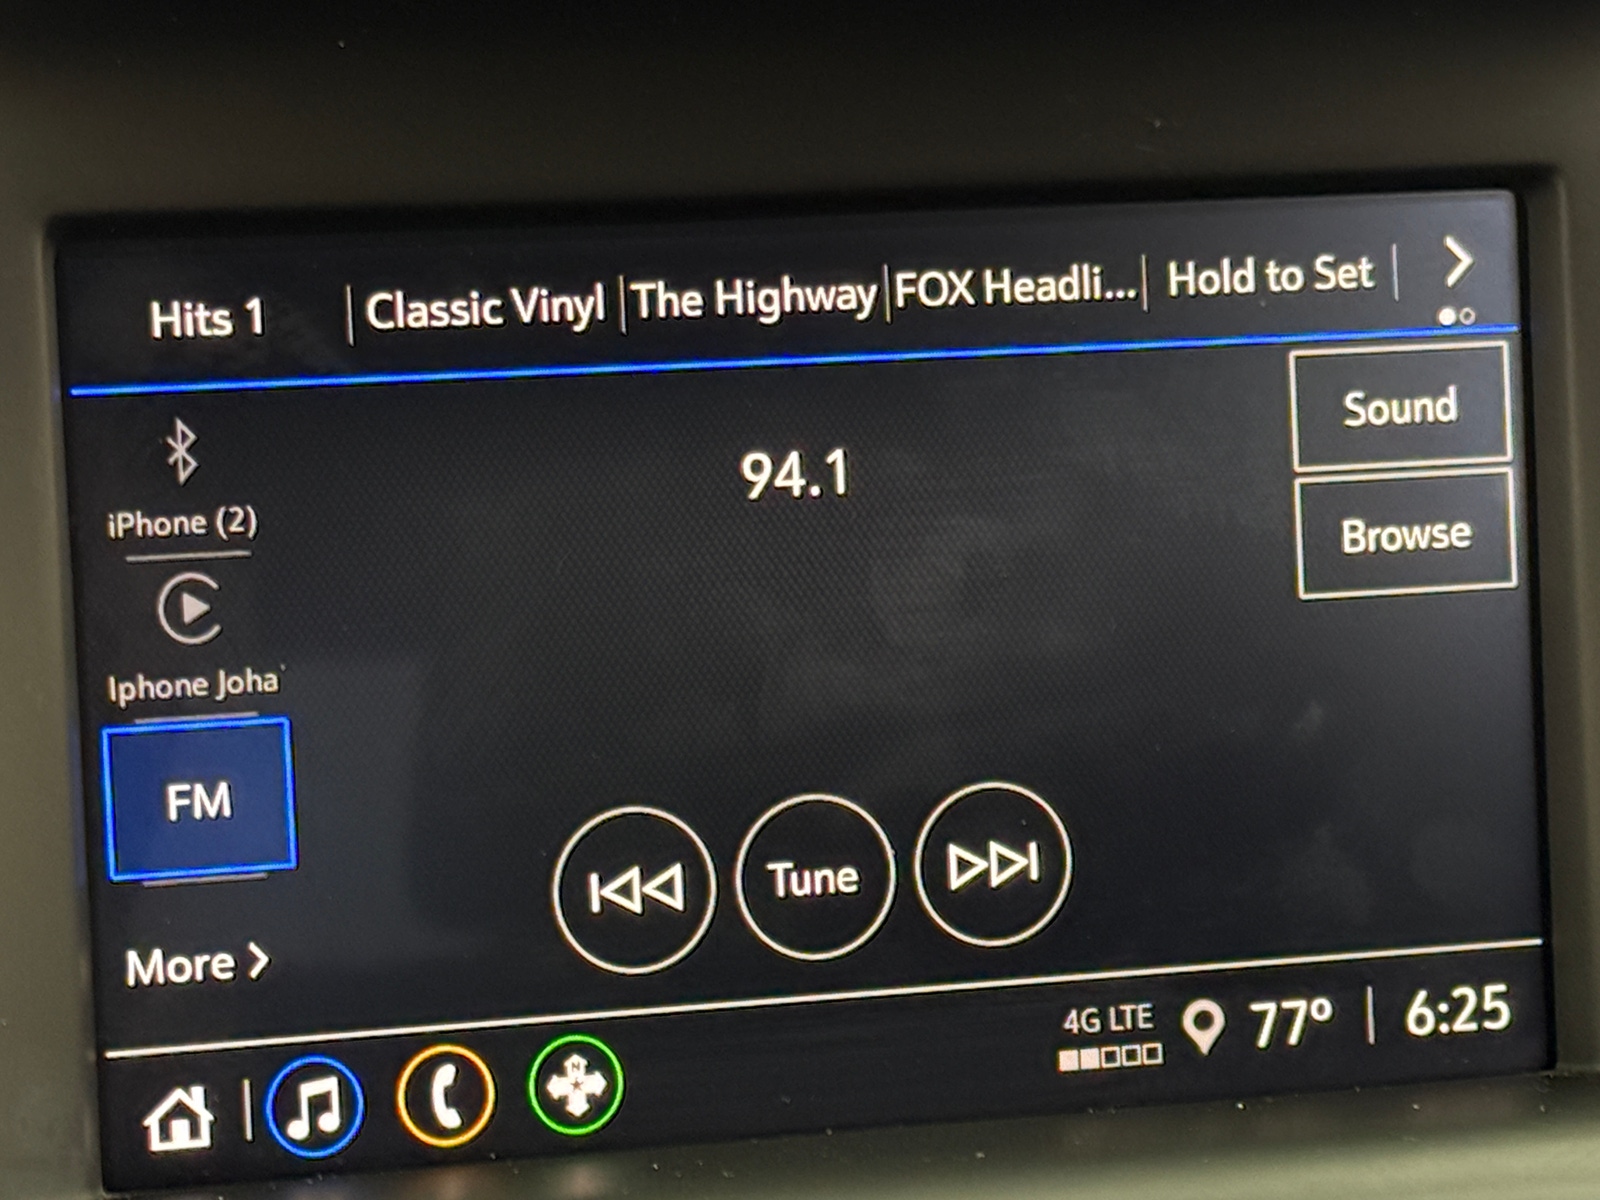 Hits 1 Classic Vinyl The Highway FOX Headli... Hold to Set
Sound
94.1
Browse
iPhone (2)
Iphone Joha
FM
Tune
More
4G LTE 77° 6:25
N